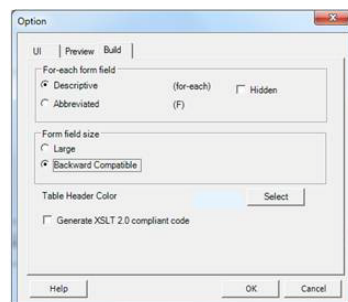 Option
UI Preview Build
For-each form field
Descriptive (for-each) Hidden
Abbreviated (F)
Form field size
Large
Backward Compatible
Table Header Color Select
Generate XSLT 2.0 compliant code
Help OK Cancel